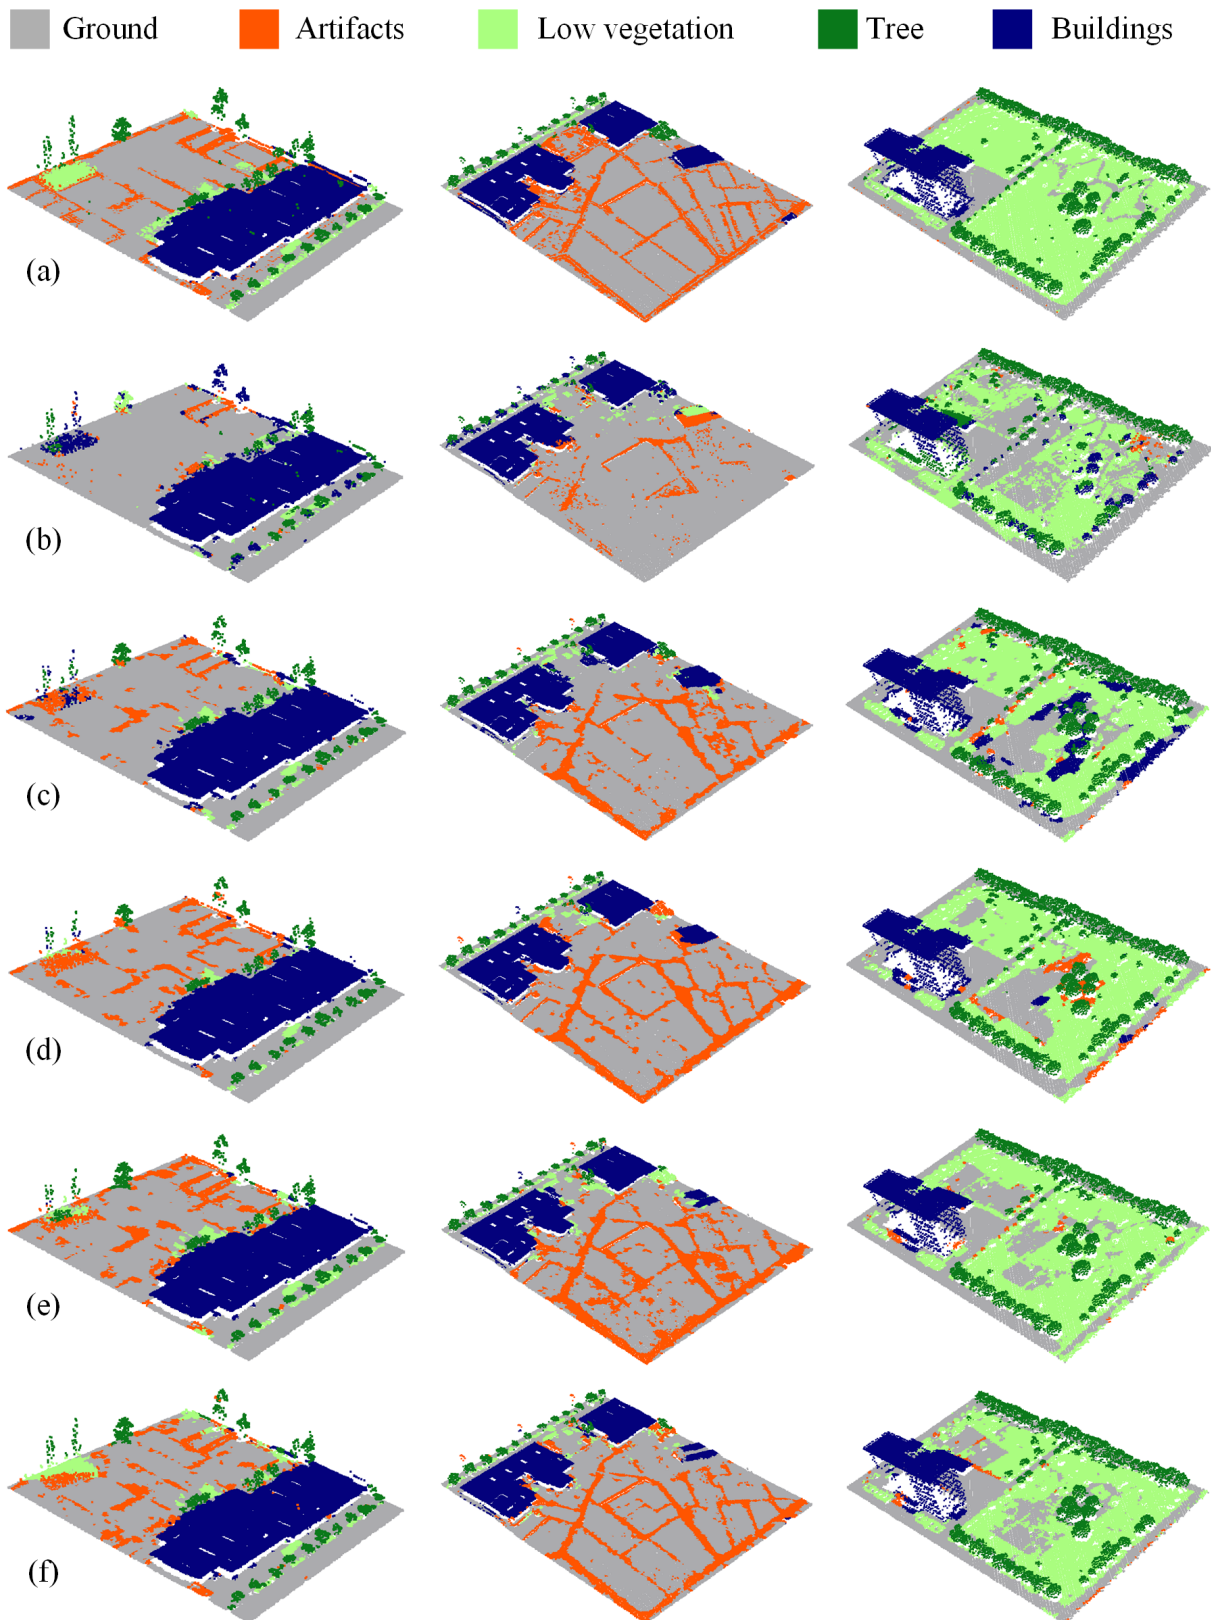 Ground Artifacts Low vegetation Tree Buildings
(a)
(b)
(c)
(d)
(e)
(f)